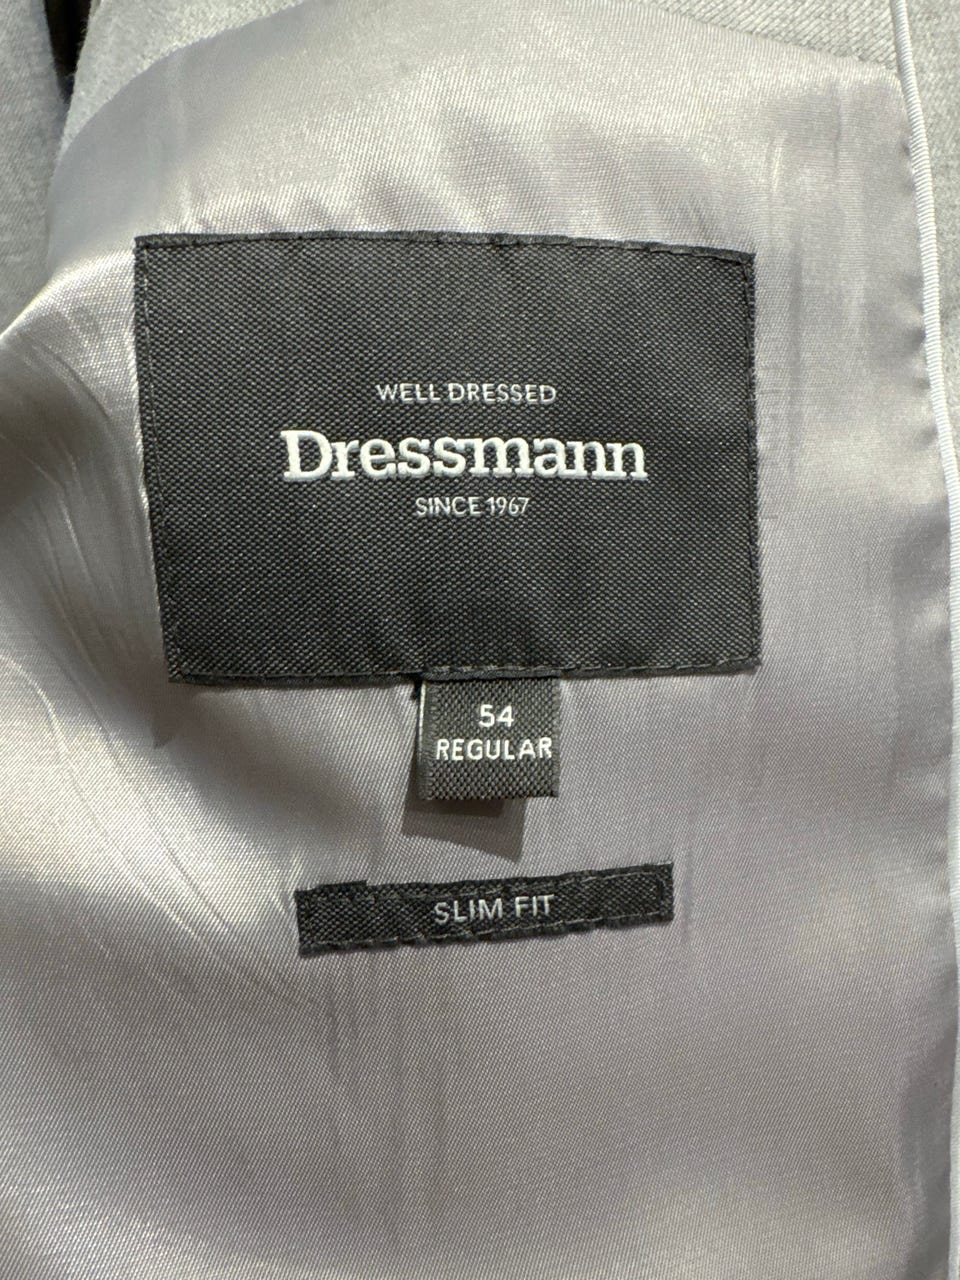 WELL DRESSED
Dressmann
SINCE 1967
54
REGULAR
SLIM FIT